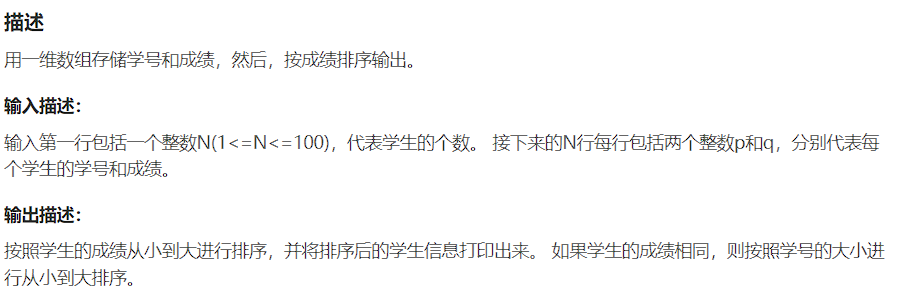 描述
用一维数组存储学号和成绩，然后，按成绩排序输出。
输入描述：
输入第一行包括一个整数N(1<=N<=100)，代表学生的个数。 接下来的N行每行包括两个整数p和q，分别代表每
个学生的学号和成绩。
输出描述：
按照学生的成绩从小到大进行排序，并将排序后的学生信息打印出来。 如果学生的成绩相同，则按照学号的大小进
行从小到大排序。